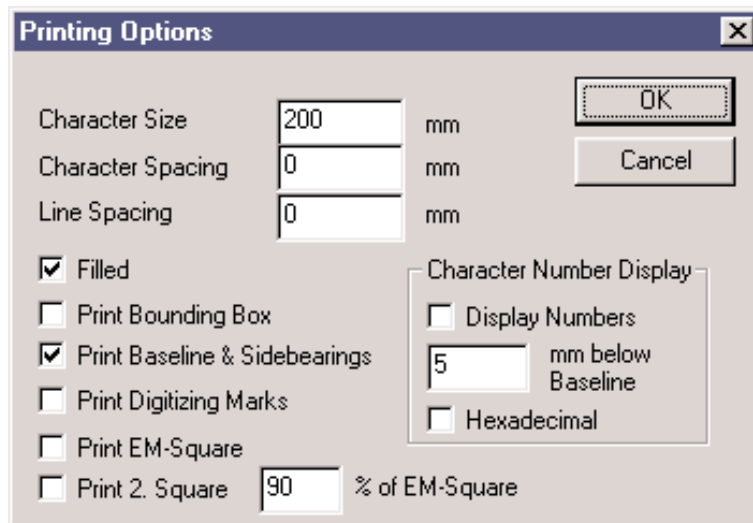 Printing Options
OK
Character Size 200 mm
Character Spacing 0 mm
Cancel
Line Spacing 0 mm
Filled
Character Number Display
Print Bounding Box
Display Numbers
Print Baseline & Sidebearings
5 mm below
Baseline
Print Digitizing Marks
Hexadecimal
Print EM-Square
Print 2. Square 90 % of EM-Square